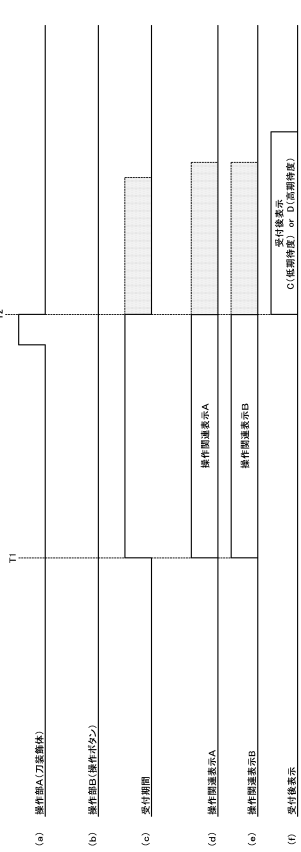 T1
T2
(a) 操作部A(刀装飾体)
(b) 操作部B(操作ボタン)
(c) 受付期間
(d) 操作関連表示A
操作関連表示A
(e) 操作関連表示B
操作関連表示B
(f) 受付後表示
受付後表示
C(低期待度) or D(高期待度)